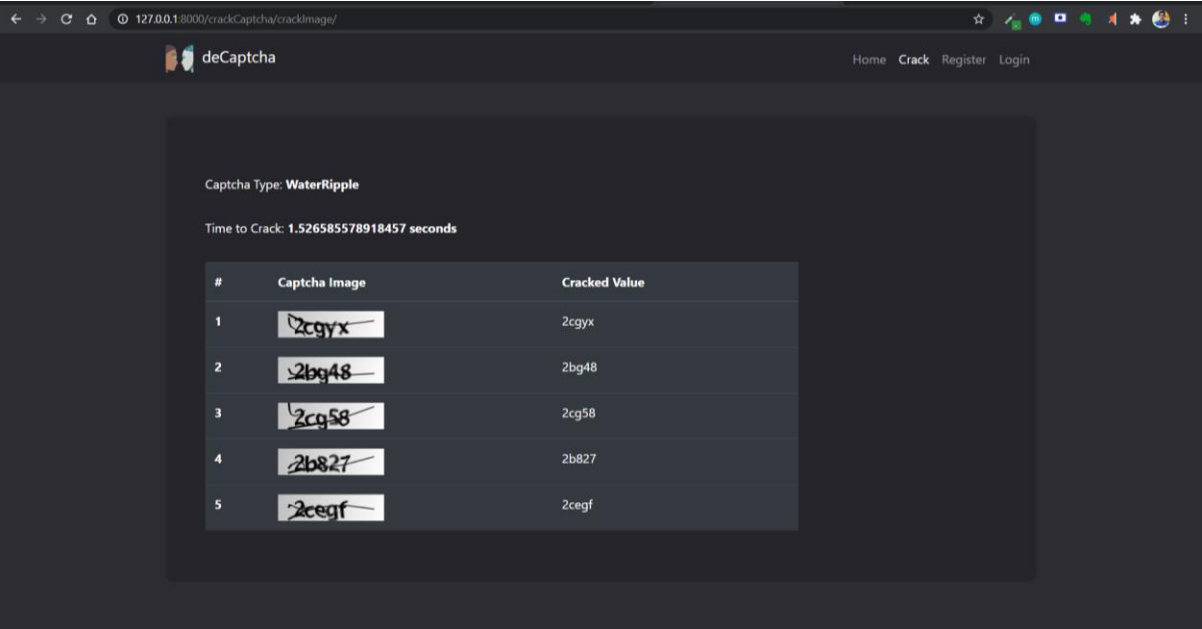 127.0.0.1:8000/crackCaptcha/crackImage/
deCaptcha
Home Crack Register Login
Captcha Type: WaterRipple
Time to Crack: 1.526585578918457 seconds
# Captcha Image Cracked Value
1 2cgyx 2cgyx
2 2bg48 2bg48
3 2cg58 2cg58
4 2b827 2b827
5 2cegf 2cegf